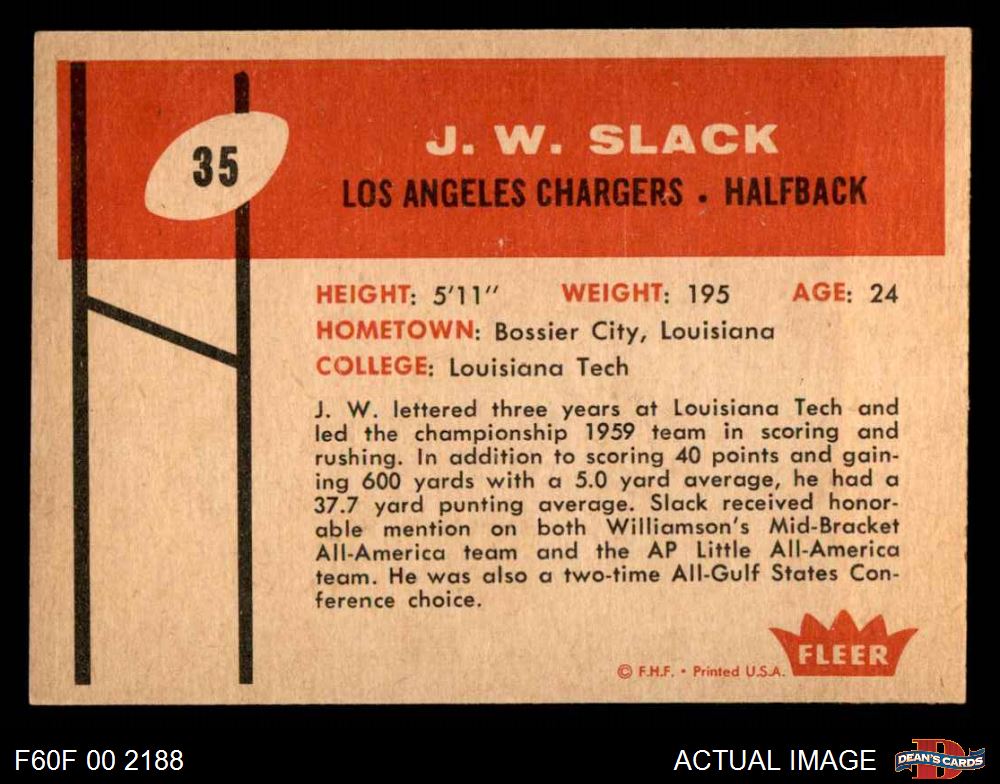 35
J. W. SLACK
LOS ANGELES CHARGERS . HALFBACK
HEIGHT: 5'11" WEIGHT: 195 AGE: 24
HOMETOWN: Bossier City, Louisiana
COLLEGE: Louisiana Tech
J. W. lettered three years at Louisiana Tech and
led the championship 1959 team in scoring and
rushing. In addition to scoring 40 points and gain-
ing 600 yards with a 5.0 yard average, he had a
37.7 yard punting average. Slack received honor-
able mention on both Williamson's Mid-Bracket
All-America team and the AP Little All-America
team. He was also a two-time All-Gulf States Con-
ference choice.
© F.H.F. • Printed U.S.A.
FLEER
F60F 00 2188
ACTUAL IMAGE
DEAN'S CARDS